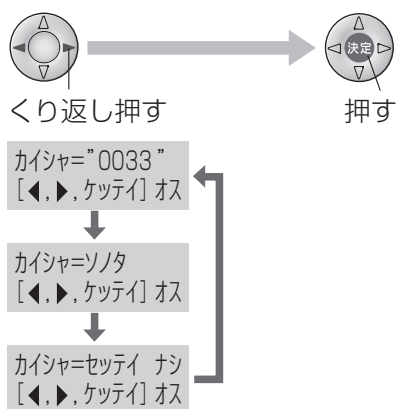 決定
くり返し押す
押す
カイシャ="0033"
[◀,▶,ケッテイ] オス
カイシャ=ソノタ
[◀,▶,ケッテイ] オス
カイシャ=セッテイ ナシ
[◀,▶,ケッテイ] オス